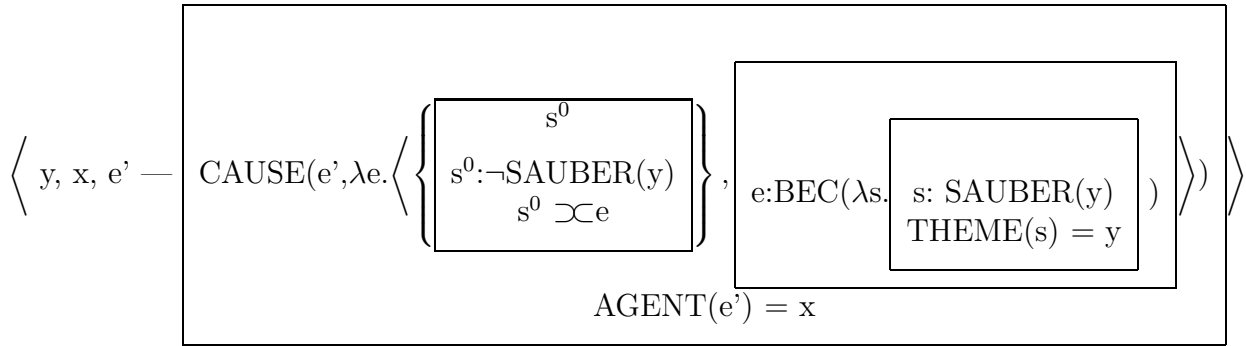 s⁰
y, x, e' — CAUSE(e',λe.⟨{ s⁰:¬SAUBER(y) } , e:BEC(λs. s: SAUBER(y) ) ⟩)
s⁰ ⊃⊂e
THEME(s) = y
AGENT(e') = x